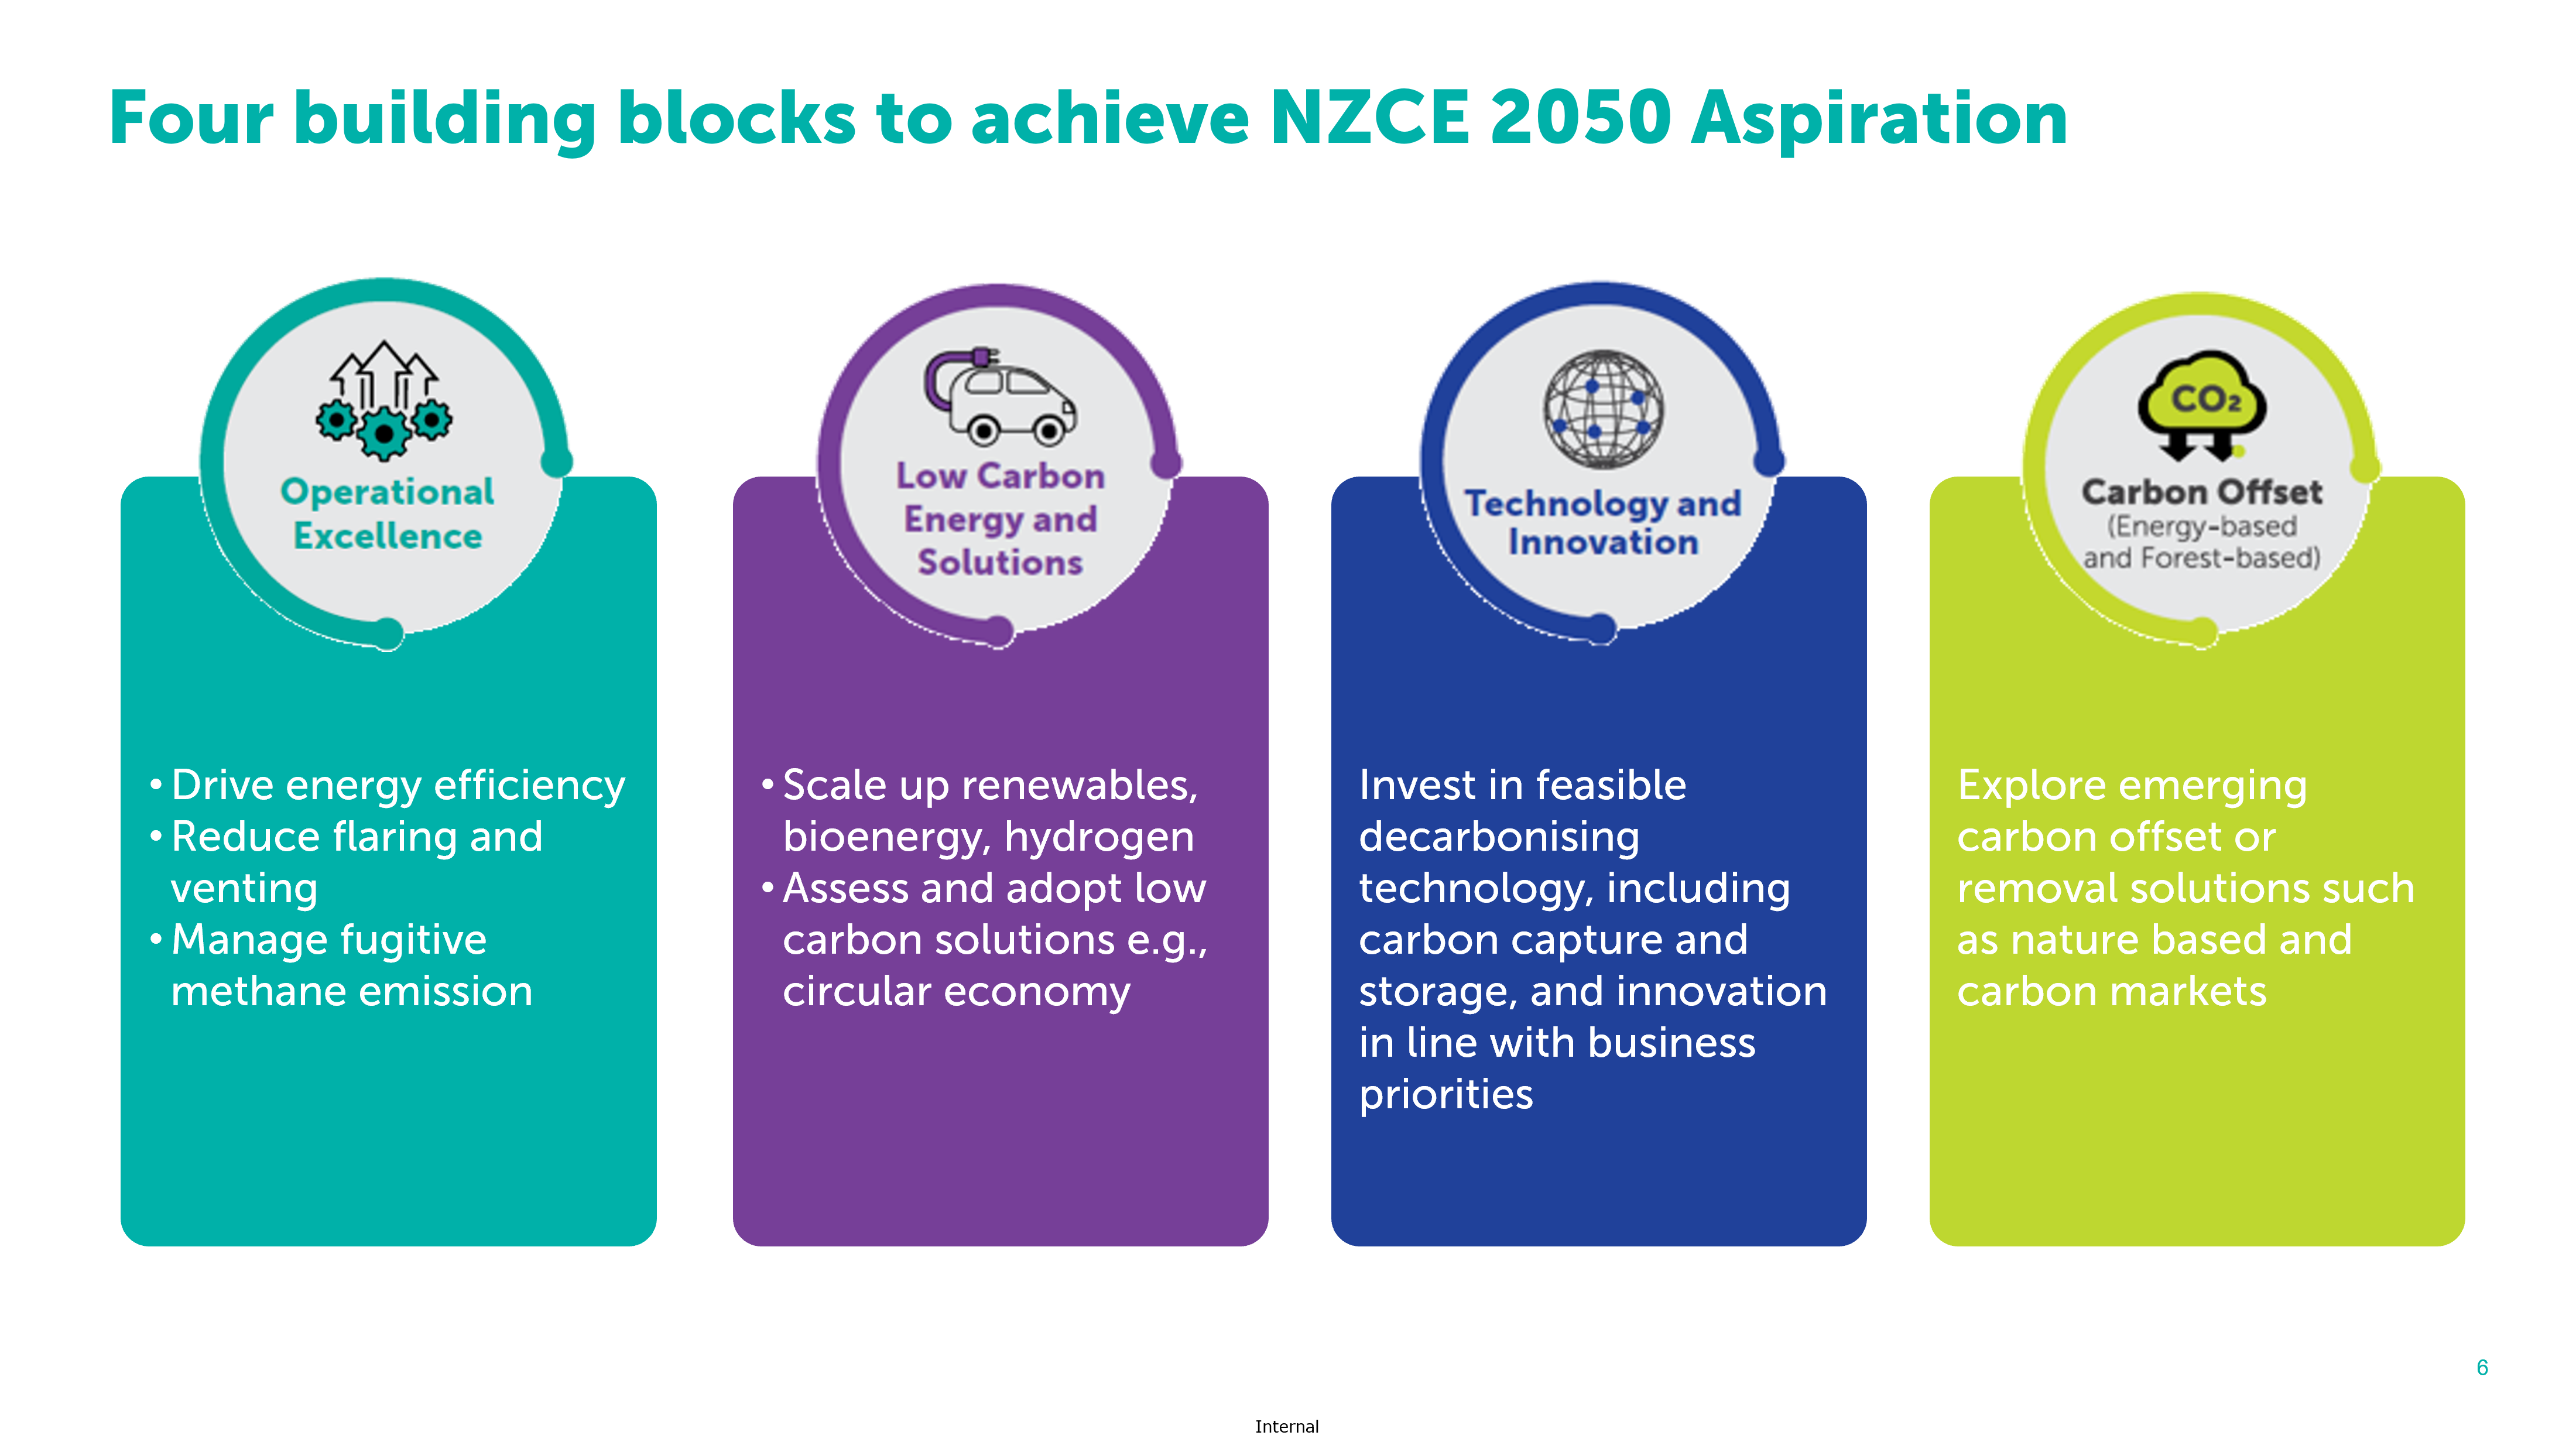 Four building blocks to achieve NZCE 2050 Aspiration
Operational
Excellence
• Drive energy efficiency
• Reduce flaring and
venting
• Manage fugitive
methane emission
Low Carbon
Energy and
Solutions
• Scale up renewables,
bioenergy, hydrogen
• Assess and adopt low
carbon solutions e.g.,
circular economy
Technology and
Innovation
Invest in feasible
decarbonising
technology, including
carbon capture and
storage, and innovation
in line with business
priorities
CO₂
Carbon Offset
(Energy-based
and Forest-based)
Explore emerging
carbon offset or
removal solutions such
as nature based and
carbon markets
6
Internal